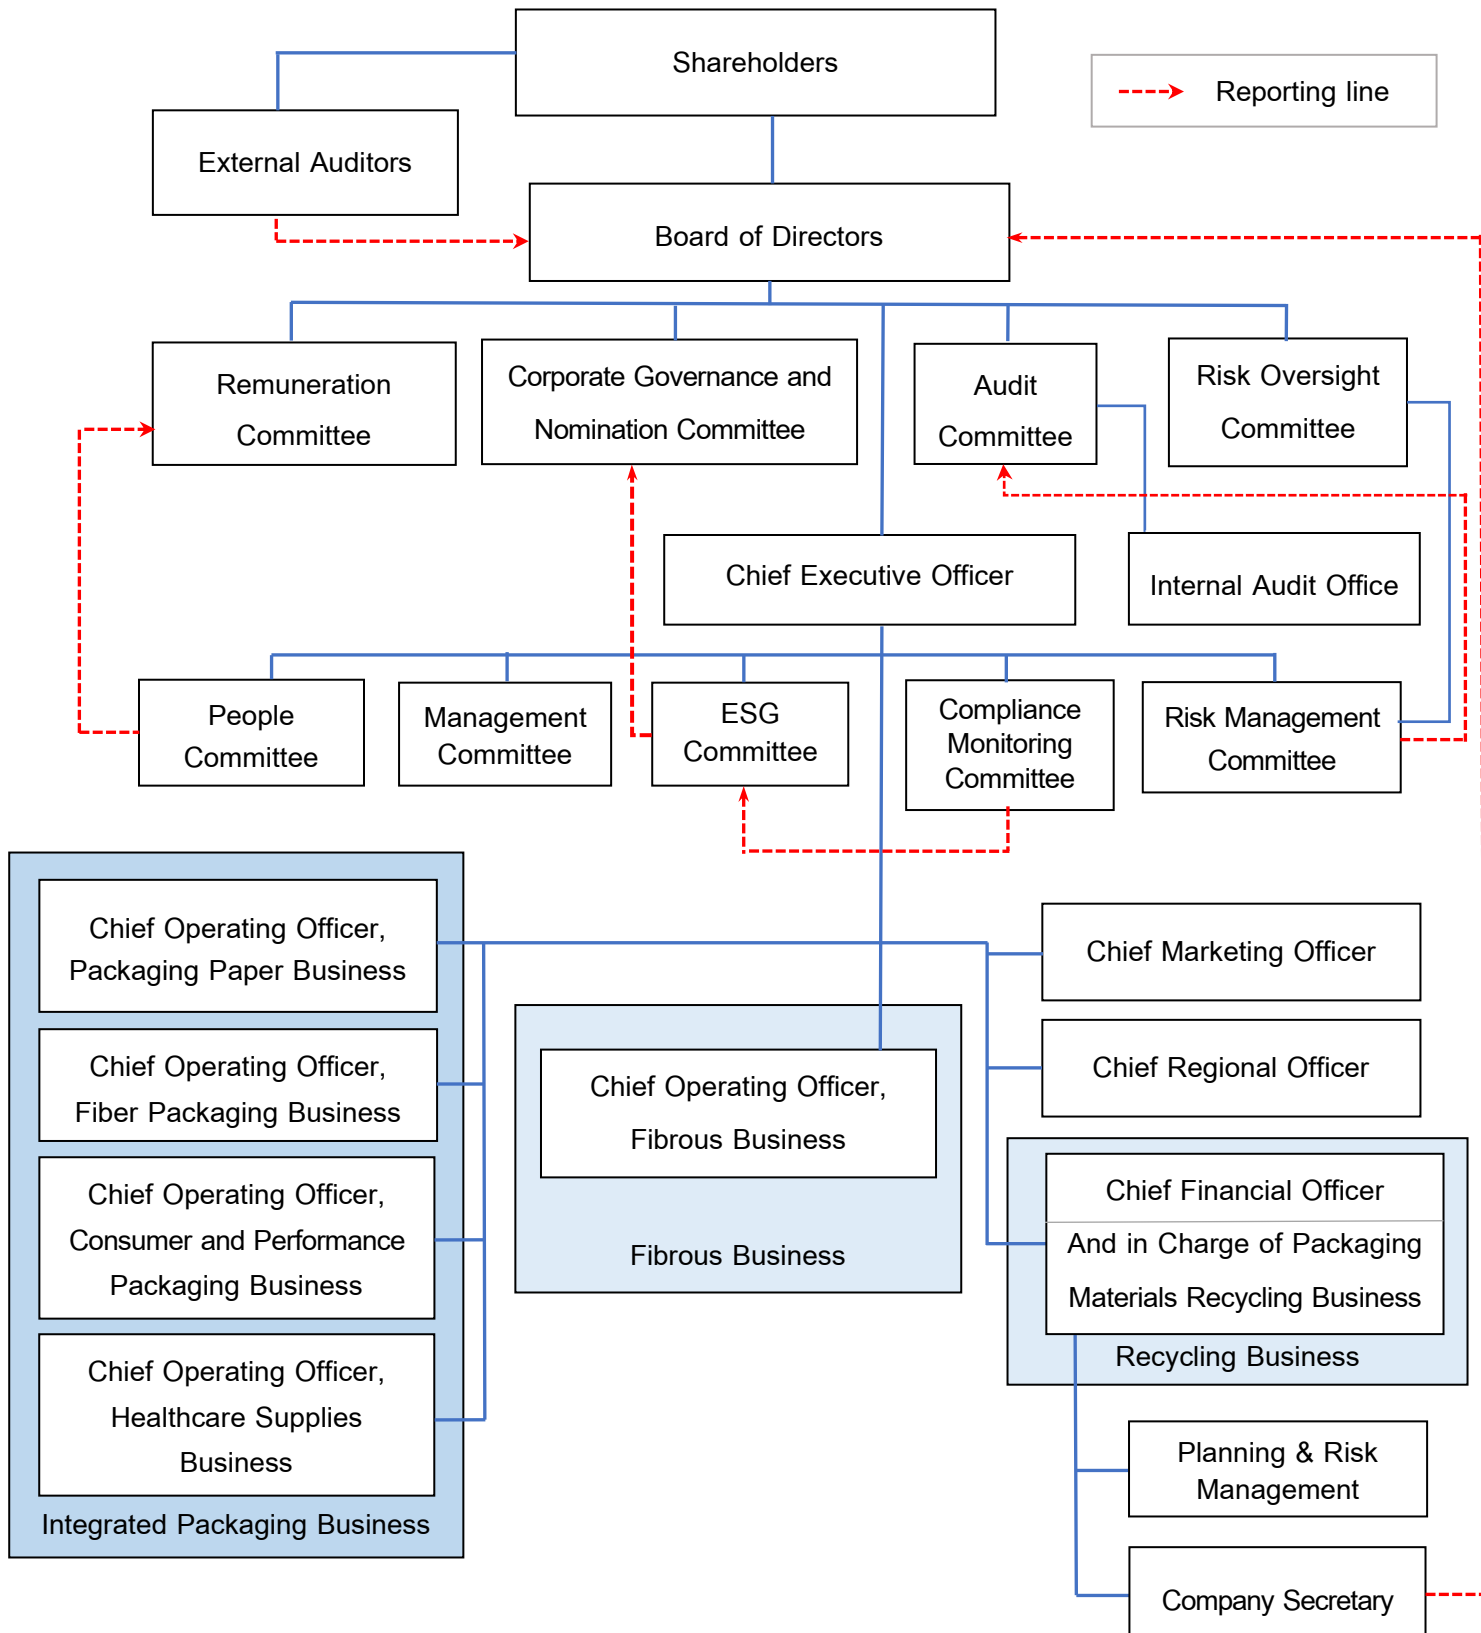 Shareholders
Reporting line
External Auditors
Board of Directors
Remuneration
Committee
Corporate Governance and
Nomination Committee
Audit
Committee
Risk Oversight
Committee
Chief Executive Officer
Internal Audit Office
People
Committee
Management
Committee
ESG
Committee
Compliance
Monitoring
Committee
Risk Management
Committee
Chief Operating Officer,
Packaging Paper Business
Chief Operating Officer,
Fiber Packaging Business
Chief Operating Officer,
Consumer and Performance
Packaging Business
Chief Operating Officer,
Healthcare Supplies
Business
Integrated Packaging Business
Chief Operating Officer,
Fibrous Business
Fibrous Business
Chief Marketing Officer
Chief Regional Officer
Chief Financial Officer
And in Charge of Packaging
Materials Recycling Business
Recycling Business
Planning & Risk
Management
Company Secretary